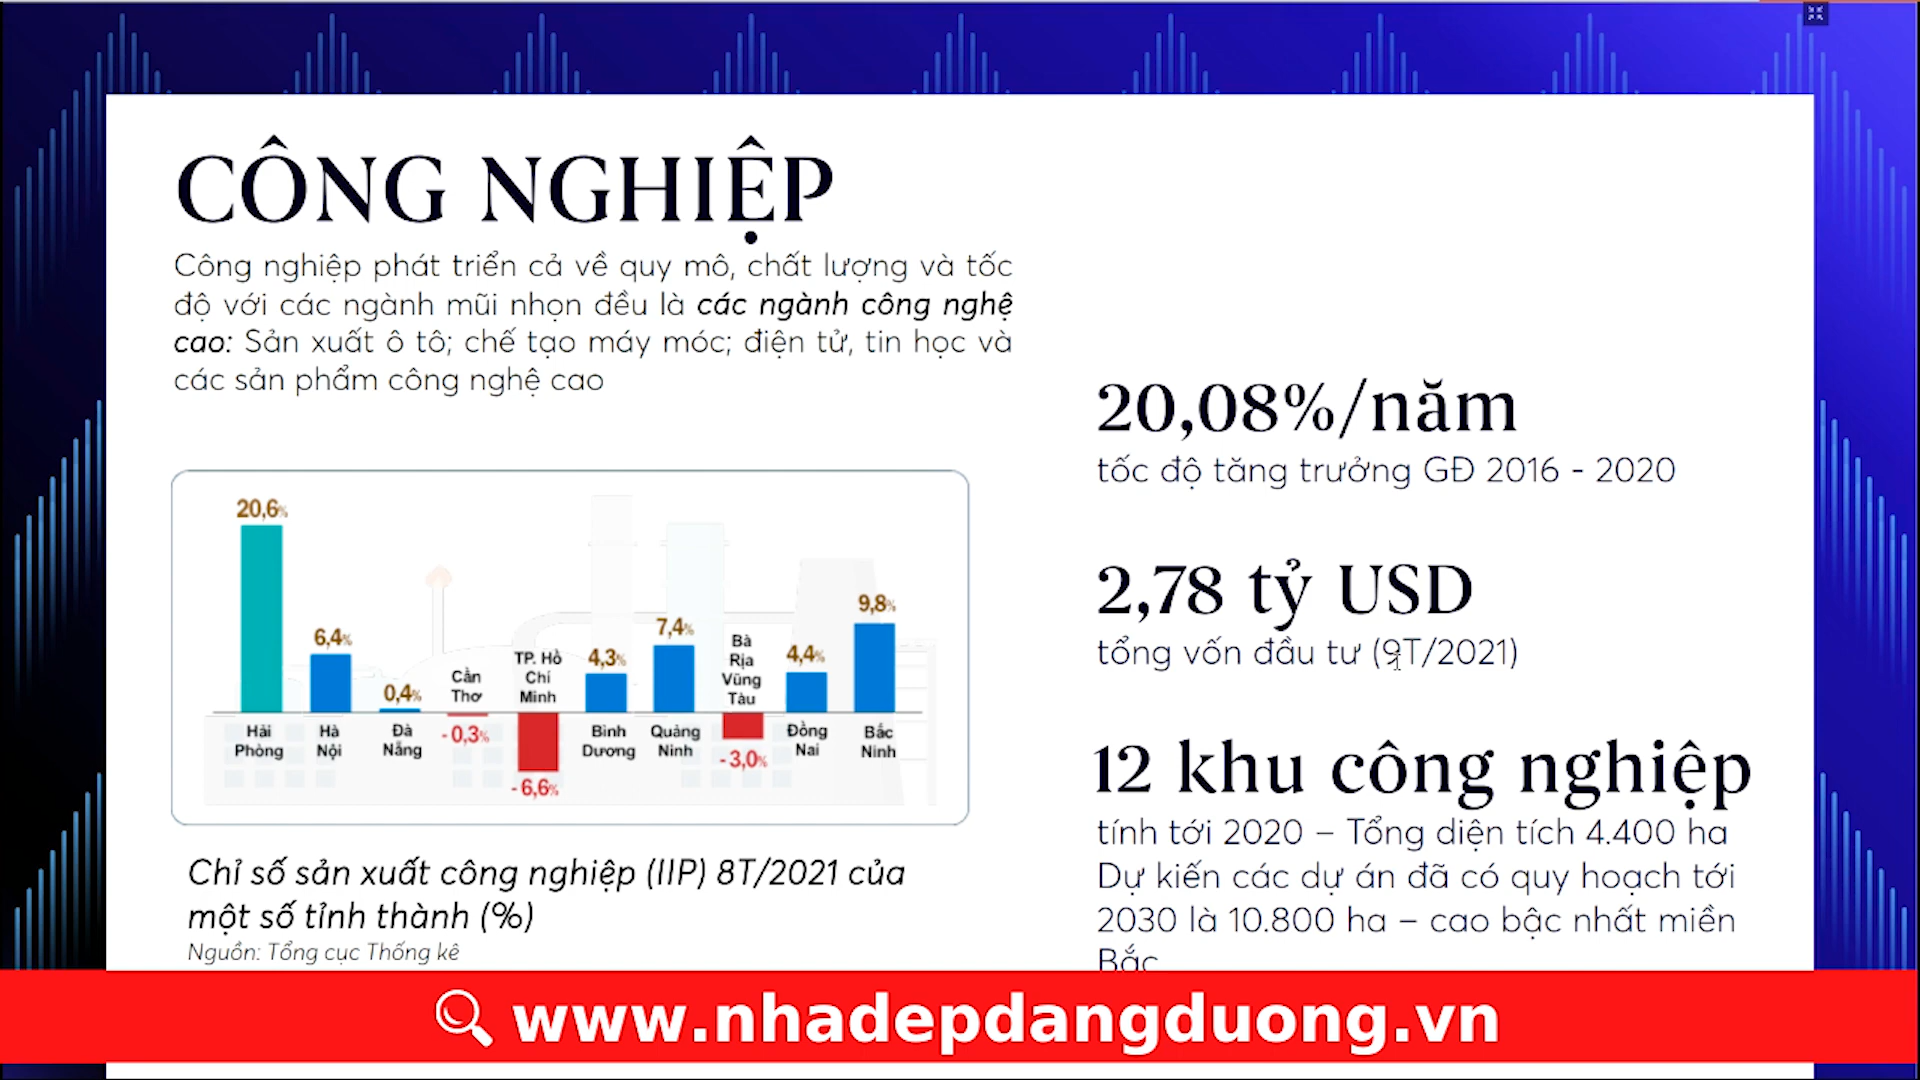 CÔNG NGHIỆP
Công nghiệp phát triển cả về quy mô, chất lượng và tốc
độ với các ngành mũi nhọn đều là các ngành công nghệ
cao: Sản xuất ô tô; chế tạo máy móc; điện tử, tin học và
các sản phẩm công nghệ cao
20,6%
Hải
Phòng
6,4%
Hà
Nội
0,4%
Đà
Nẵng
Cần
Thơ
- 0,3%
TP. Hồ
Chí
Minh
- 6,6%
4,3%
Bình
Dương
7,4%
Quảng
Ninh
Bà
Rịa
Vũng
Tàu
- 3,0%
4,4%
Đồng
Nai
9,8%
Bắc
Ninh
Chỉ số sản xuất công nghiệp (IIP) 8T/2021 của
một số tỉnh thành (%)
Nguồn: Tổng cục Thống kê
20,08%/năm
tốc độ tăng trưởng GĐ 2016 - 2020
2,78 tỷ USD
tổng vốn đầu tư (9T/2021)
12 khu công nghiệp
tính tới 2020 – Tổng diện tích 4.400 ha
Dự kiến các dự án đã có quy hoạch tới
2030 là 10.800 ha – cao bậc nhất miền
Bắc
www.nhadepdangduong.vn